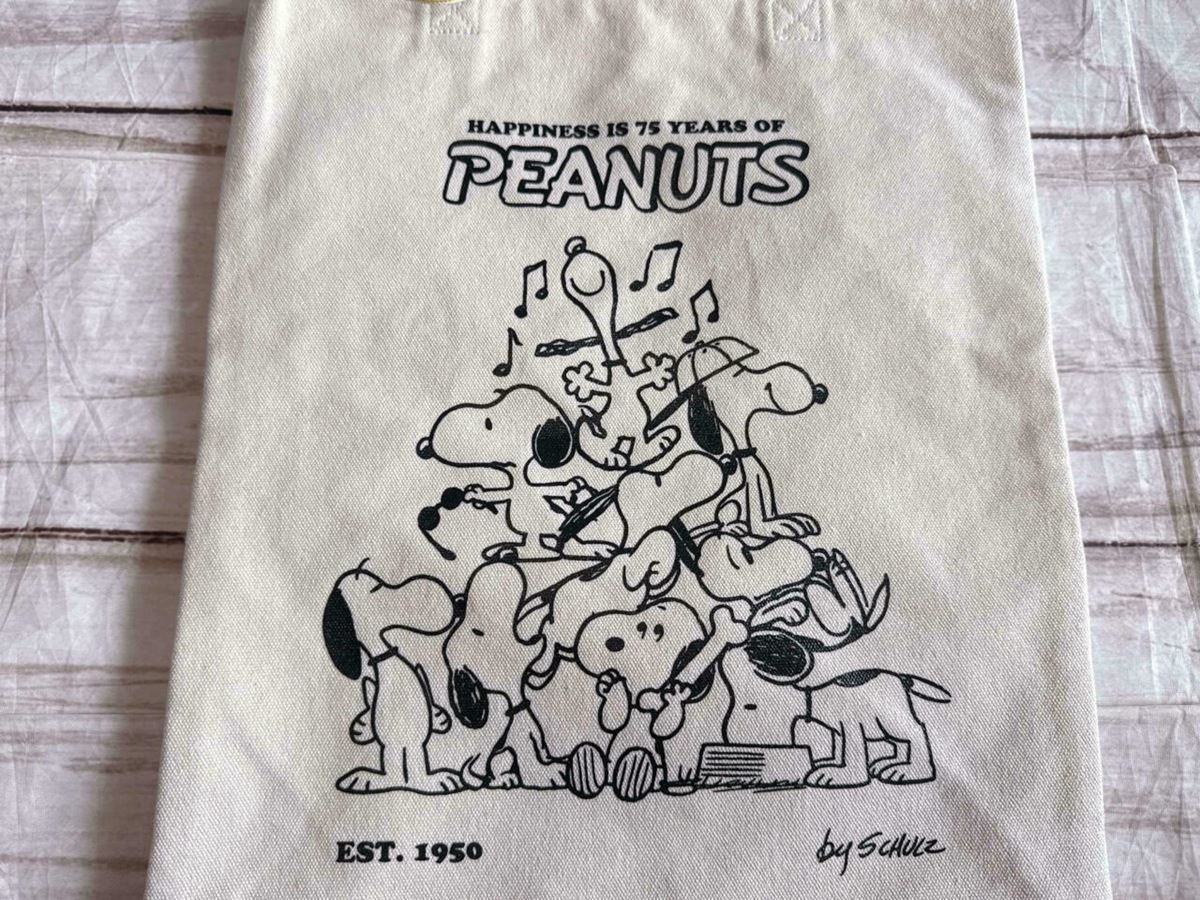 HAPPINESS IS 75 YEARS OF
PEANUTS
EST. 1950
by SCHULZ